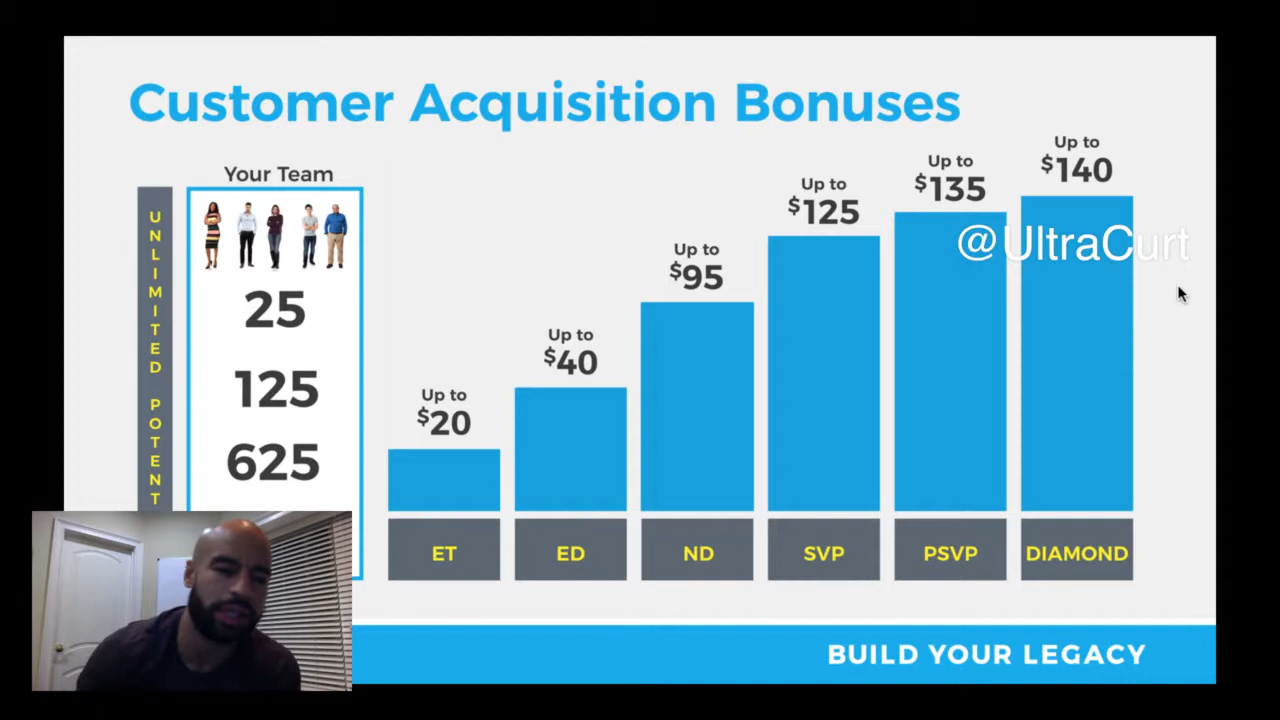 Customer Acquisition Bonuses
Your Team
UNLIMITED POTENT
25
125
625
Up to
$20
ET
Up to
$40
ED
Up to
$95
ND
Up to
$125
SVP
Up to
$135
PSVP
Up to
$140
DIAMOND
@UltraCurt
BUILD YOUR LEGACY